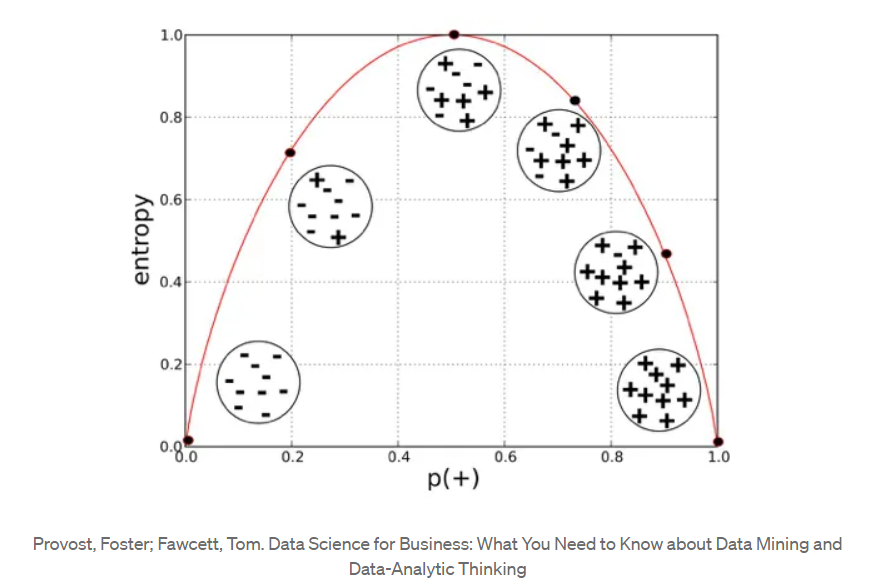 1.0
0.8
0.6
0.4
0.2
0.0
entropy
0.0 0.2 0.4 0.6 0.8 1.0
p(+)
Provost, Foster; Fawcett, Tom. Data Science for Business: What You Need to Know about Data Mining and
Data-Analytic Thinking